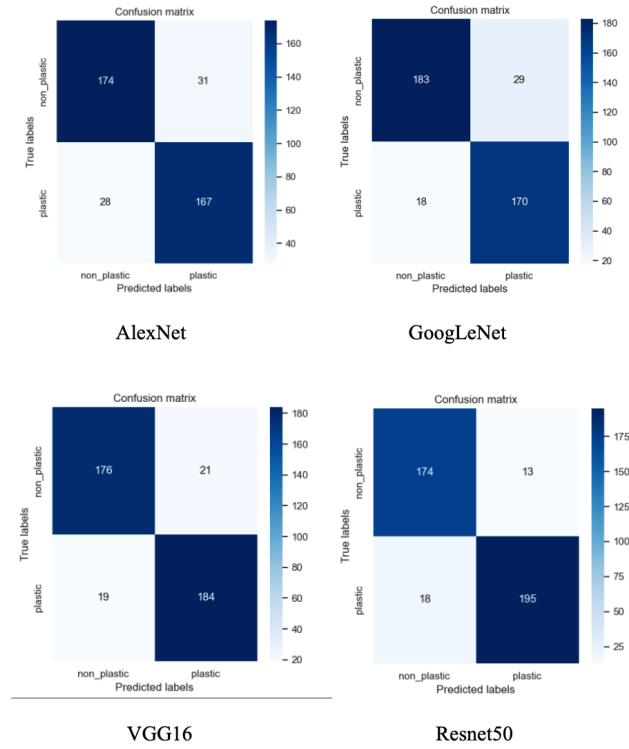 Confusion matrix
non_plastic
174
31
True labels
plastic
28
167
non_plastic
plastic
Predicted labels
160
140
120
100
80
60
40
AlexNet
Confusion matrix
non_plastic
183
29
True labels
plastic
18
170
non_plastic
plastic
Predicted labels
180
160
140
120
100
80
60
40
20
GoogLeNet
Confusion matrix
non_plastic
176
21
True labels
plastic
19
184
non_plastic
plastic
Predicted labels
180
160
140
120
100
80
60
40
20
VGG16
Confusion matrix
non_plastic
174
13
True labels
plastic
18
195
non_plastic
plastic
Predicted labels
175
150
125
100
75
50
25
Resnet50